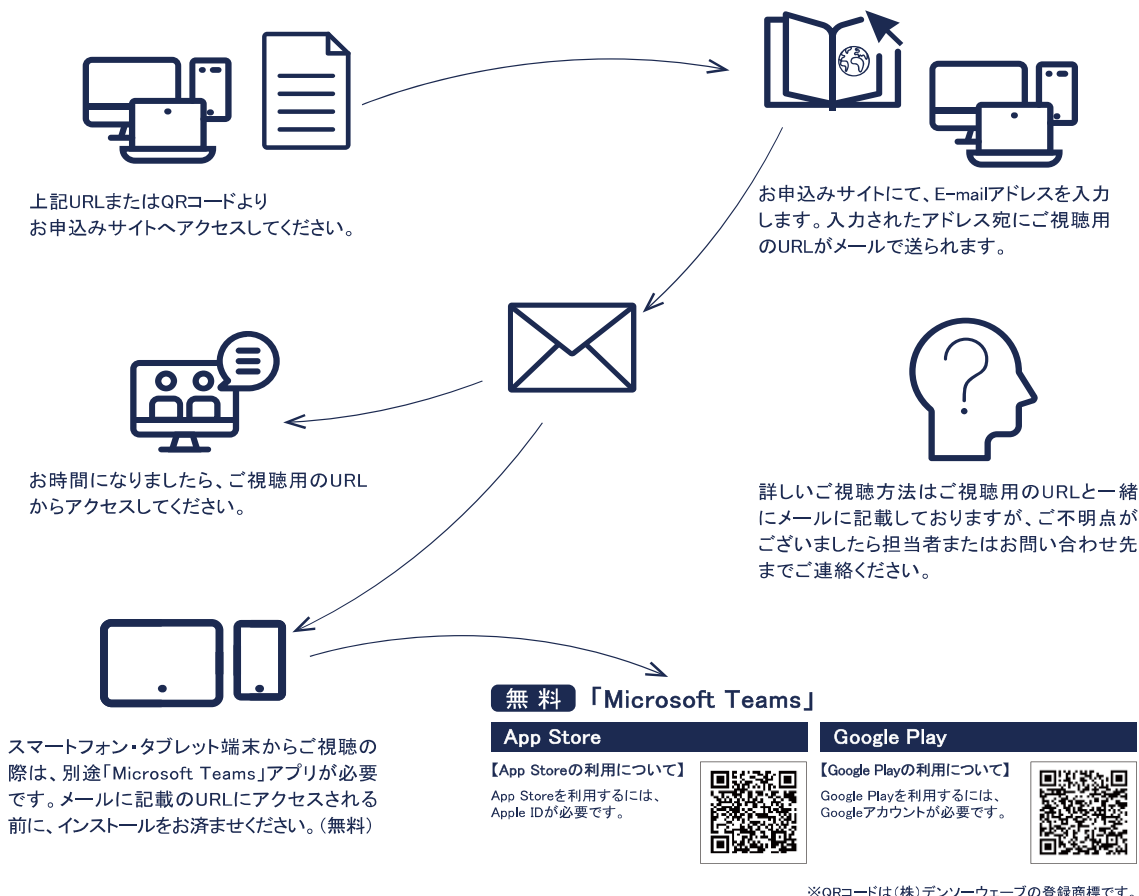 上記URLまたはQRコードより
お申込みサイトへアクセスしてください。
お申込みサイトにて、E-mailアドレスを入力
します。入力されたアドレス宛にご視聴用
のURLがメールで送られます。
お時間になりましたら、ご視聴用のURL
からアクセスしてください。
詳しいご視聴方法はご視聴用のURLと一緒
にメールに記載しておりますが、ご不明点が
ございましたら担当者またはお問い合わせ先
までご連絡ください。
スマートフォン・タブレット端末からご視聴の
際は、別途「Microsoft Teams」アプリが必要
です。メールに記載のURLにアクセスされる
前に、インストールをお済ませください。（無料）
無料 「Microsoft Teams」
App Store
【App Storeの利用について】
App Storeを利用するには、
Apple IDが必要です。
Google Play
【Google Playの利用について】
Google Playを利用するには、
Googleアカウントが必要です。
※QRコードは（株）デンソーウェーブの登録商標です。